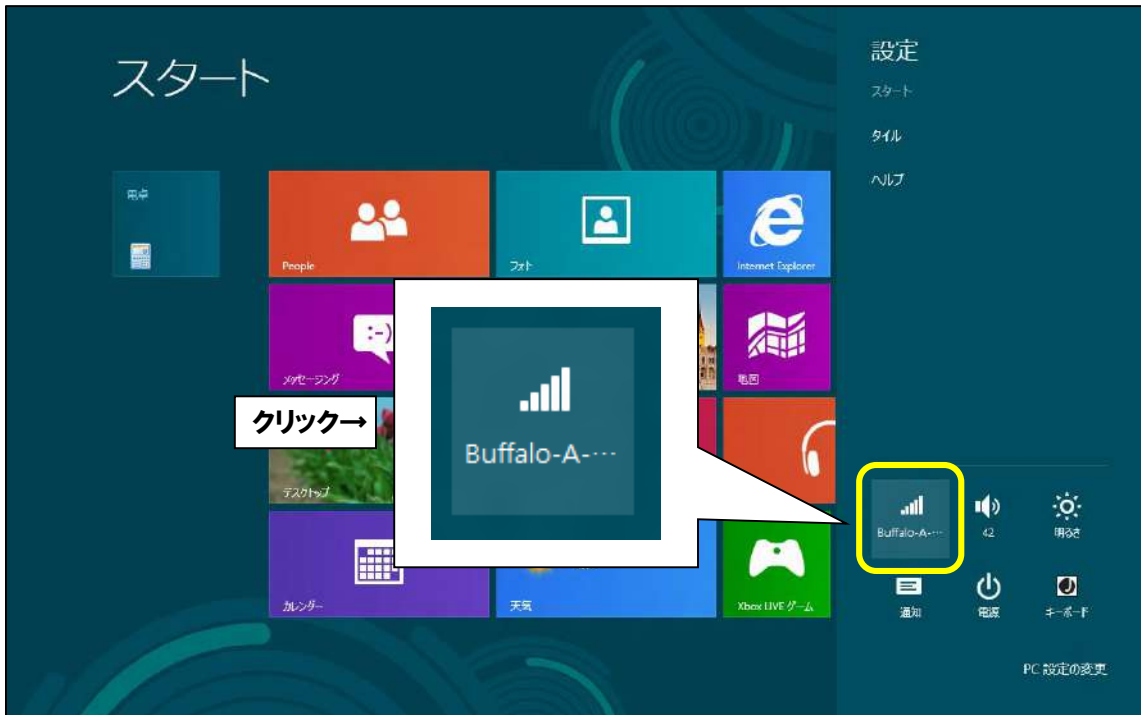 スタート
電卓
People
フォト
Internet Explorer
メッセージング
地図
クリック→
Buffalo-A-…
デスクトップ
カレンダー
天気
Xbox LIVE ゲーム
設定
スタート
タイル
ヘルプ
Buffalo-A-…
42
明るさ
通知
電源
キーボード
PC 設定の変更